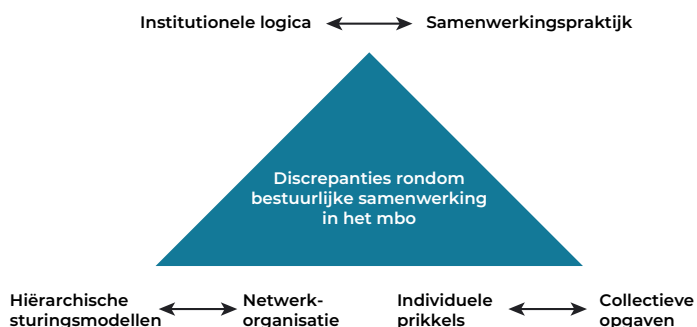 Institutionele logica Samenwerkingspraktijk
Discrepanties rondom
bestuurlijke samenwerking
in het mbo
Hiërarchische
sturingsmodellen
Netwerk-
organisatie
Individuele
prikkels
Collectieve
opgaven